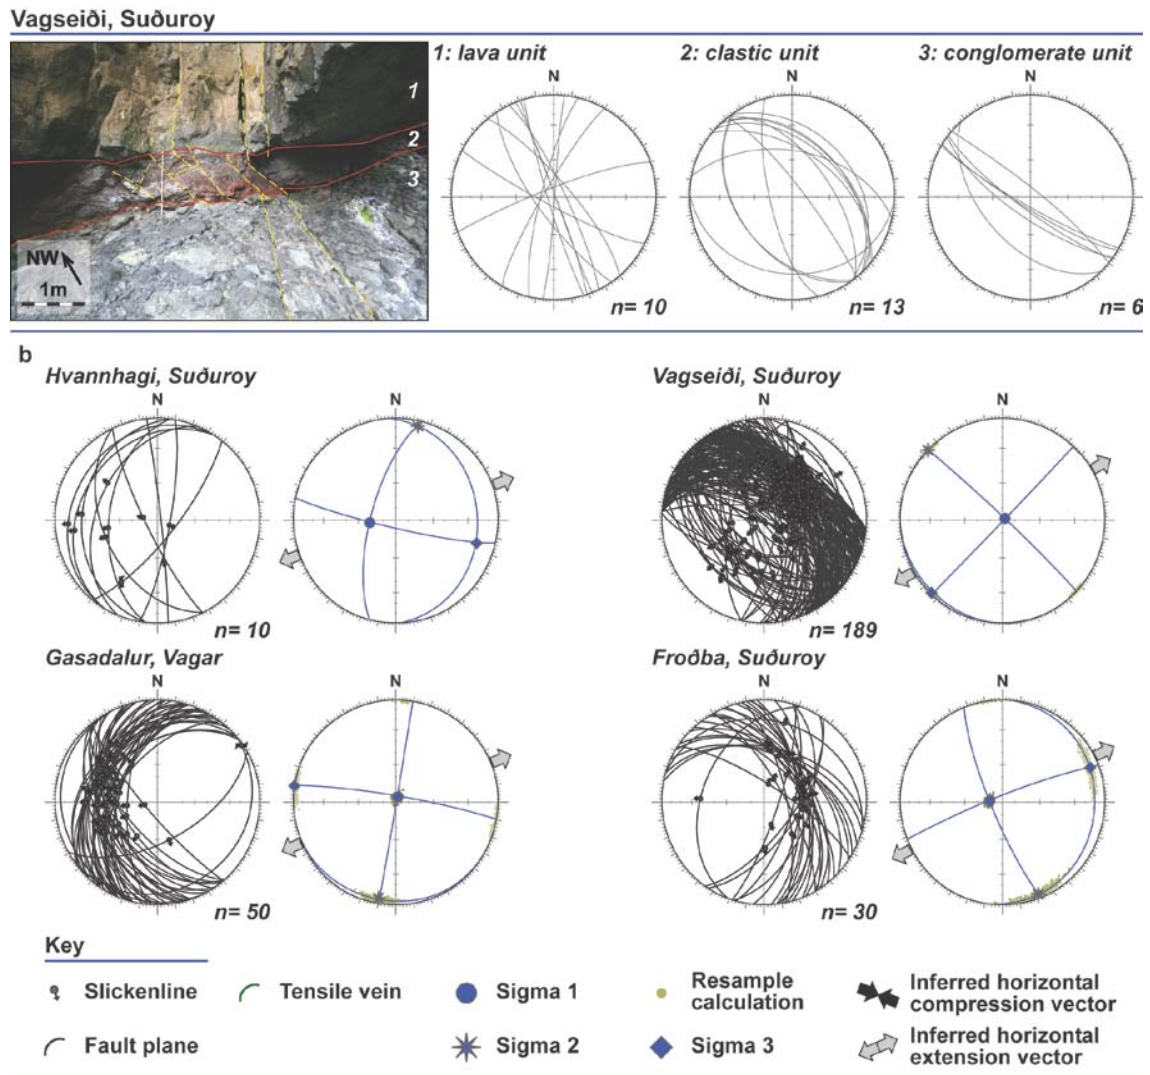 Vagseiði, Suðuroy
1: lava unit
2: clastic unit
3: conglomerate unit
N
N
N
1
2
3
NW
1m
n= 10
n= 13
n= 6
b
Hvannhagi, Suðuroy
Vagseiði, Suðuroy
N
N
N
N
n= 10
n= 189
Gasadalur, Vagar
Froðba, Suðuroy
N
N
N
N
n= 50
n= 30
Key
Slickenline
Tensile vein
Sigma 1
Resample
calculation
Inferred horizontal
compression vector
Fault plane
Sigma 2
Sigma 3
Inferred horizontal
extension vector